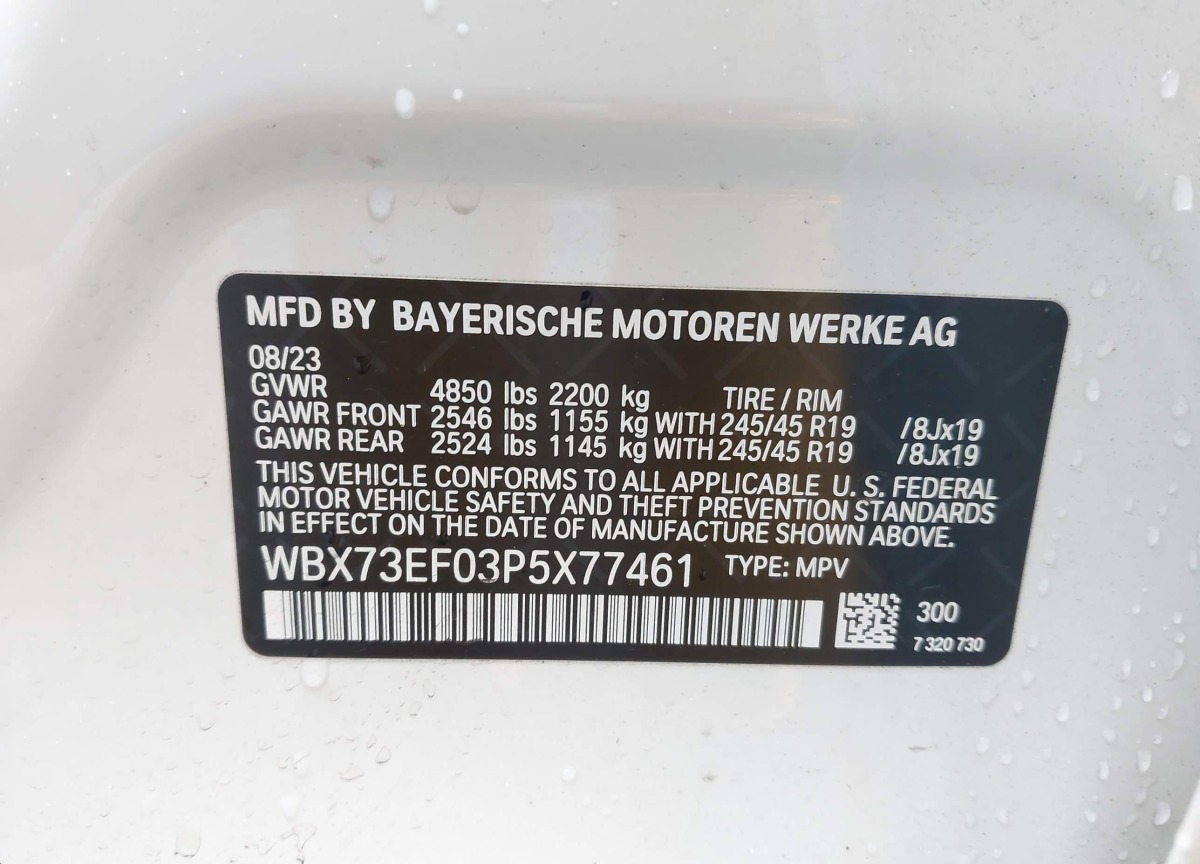 MFD BY BAYERISCHE MOTOREN WERKE AG
08/23
GVWR 4850 lbs 2200 kg TIRE / RIM
GAWR FRONT 2546 lbs 1155 kg WITH 245/45 R19 /8Jx19
GAWR REAR 2524 lbs 1145 kg WITH 245/45 R19 /8Jx19
THIS VEHICLE CONFORMS TO ALL APPLICABLE U. S. FEDERAL
MOTOR VEHICLE SAFETY AND THEFT PREVENTION STANDARDS
IN EFFECT ON THE DATE OF MANUFACTURE SHOWN ABOVE.
WBX73EF03P5X77461 TYPE: MPV
300
7 320 730